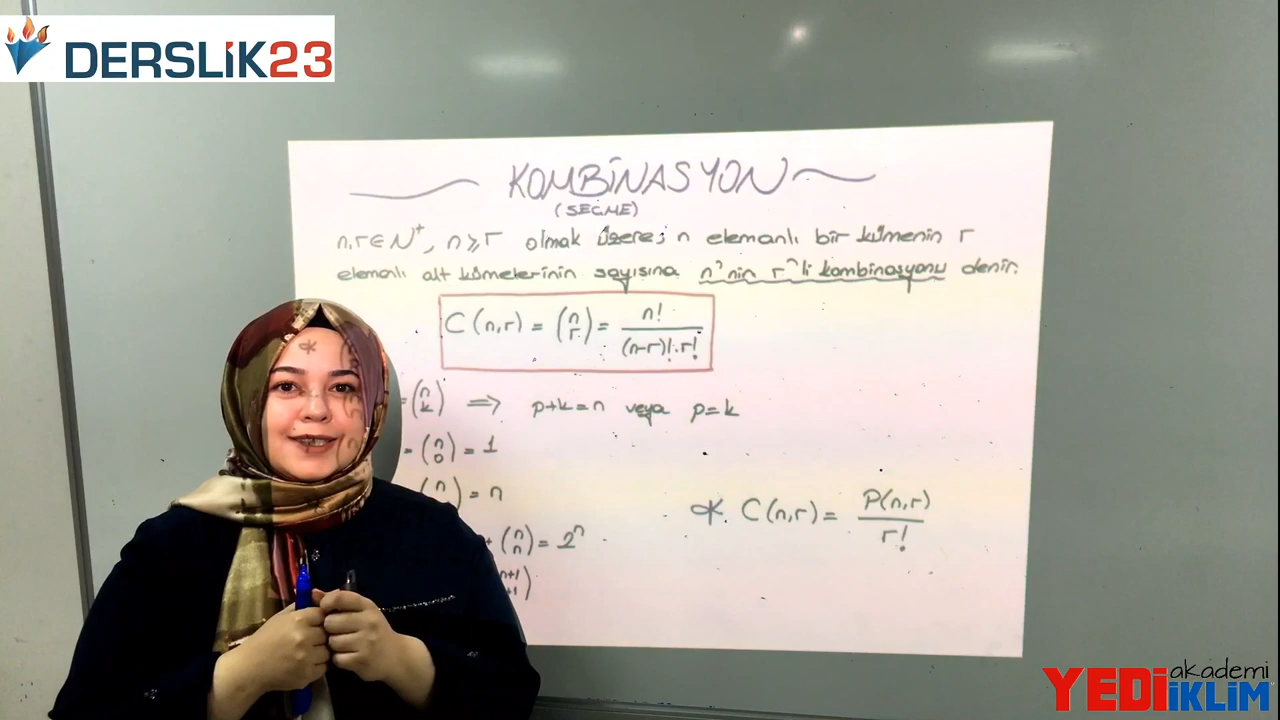 DERSLİK23
KOMBİNASYON
(SEÇME)
n,r∈N⁺, n⩾r olmak üzere; n elemanlı bir kümenin r
elemanlı alt kümelerinin sayısına n'nin r'li kombinasyonu denir.
C(n,r) = (n r) = n! / (n-r)!.r!
= (n k) ⟹ p+k=n veya p=k
= (n 0) = 1
= n
(n n) = 2ⁿ
* C(n,r) = P(n,r) / r!
YEDİ İKLİM akademi